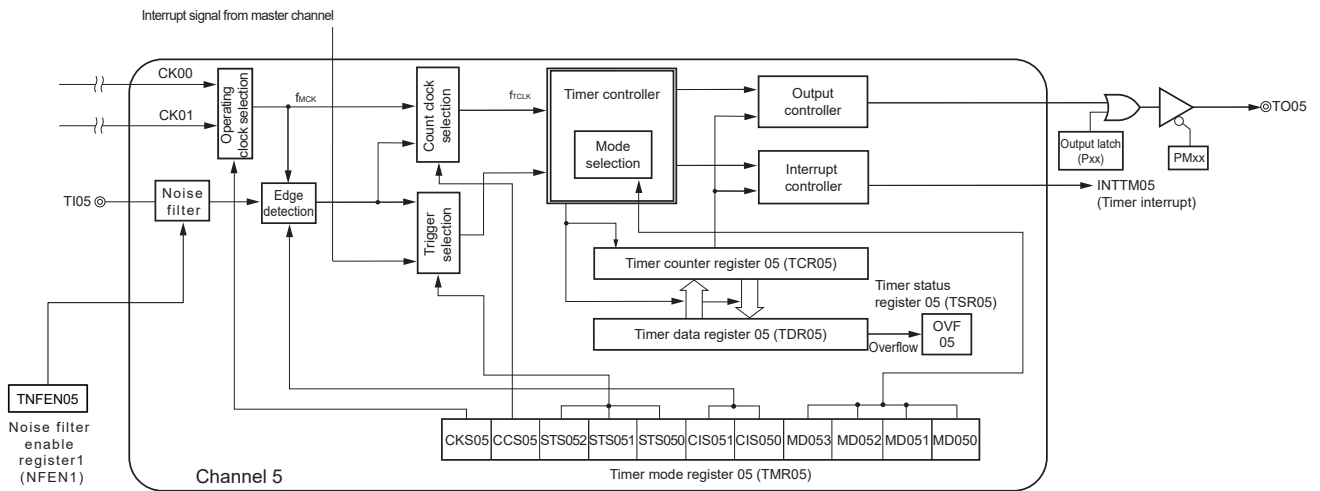 Interrupt signal from master channel
CK00
CK01
Operating
clock selection
fMCK
Count clock
selection
fTCLK
Timer controller
Mode
selection
Output
controller
Interrupt
controller
Output latch
(Pxx)
PMxx
TO05
INTTM05
(Timer interrupt)
TI05
Noise
filter
Edge
detection
Trigger
selection
Timer counter register 05 (TCR05)
Timer status
register 05 (TSR05)
Timer data register 05 (TDR05)
Overflow
OVF
05
TNFEN05
Noise filter
enable
register1
(NFEN1)
CKS05 CCS05 STS052 STS051 STS050 CIS051 CIS050 MD053 MD052 MD051 MD050
Channel 5
Timer mode register 05 (TMR05)